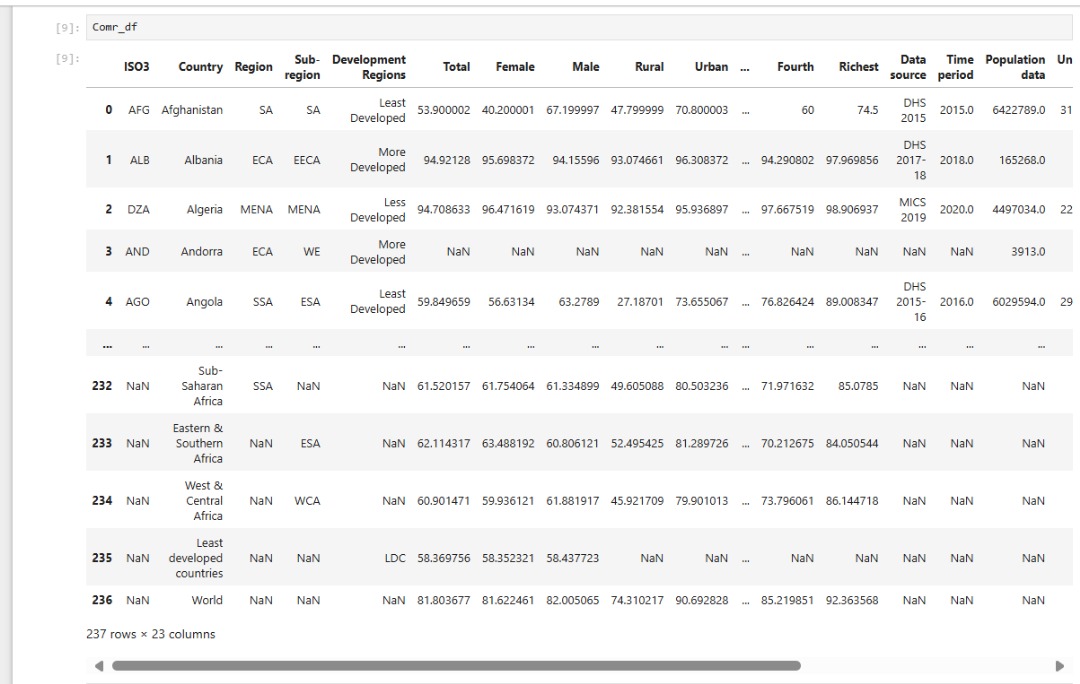 [9]: Comr_df
[9]:
ISO3 Country Region Sub-region Development Regions Total Female Male Rural Urban ... Fourth Richest Data source Time period Population data Un
0 AFG Afghanistan SA SA Least Developed 53.900002 40.200001 67.199997 47.799999 70.800003 ... 60 74.5 DHS 2015 2015.0 6422789.0 31
1 ALB Albania ECA EECA More Developed 94.92128 95.698372 94.15596 93.074661 96.308372 ... 94.290802 97.969856 DHS 2017-18 2018.0 165268.0
2 DZA Algeria MENA MENA Less Developed 94.708633 96.471619 93.074371 92.381554 95.936897 ... 97.667519 98.906937 MICS 2019 2020.0 4497034.0 22
3 AND Andorra ECA WE More Developed NaN NaN NaN NaN NaN ... NaN NaN NaN NaN 3913.0
4 AGO Angola SSA ESA Least Developed 59.849659 56.63134 63.2789 27.18701 73.655067 ... 76.826424 89.008347 DHS 2015-16 2016.0 6029594.0 29
... ... ... ... ... ... ... ... ... ... ... ... ... ... ... ... ...
232 NaN Sub-Saharan Africa SSA NaN NaN 61.520157 61.754064 61.334899 49.605088 80.503236 ... 71.971632 85.0785 NaN NaN NaN
233 NaN Eastern & Southern Africa NaN ESA NaN 62.114317 63.488192 60.806121 52.495425 81.289726 ... 70.212675 84.050544 NaN NaN NaN
234 NaN West & Central Africa NaN WCA NaN 60.901471 59.936121 61.881917 45.921709 79.901013 ... 73.796061 86.144718 NaN NaN NaN
235 NaN Least developed countries NaN NaN LDC 58.369756 58.352321 58.437723 NaN NaN ... NaN NaN NaN NaN NaN
236 NaN World NaN NaN NaN 81.803677 81.622461 82.005065 74.310217 90.692828 ... 85.219851 92.363568 NaN NaN NaN
237 rows × 23 columns